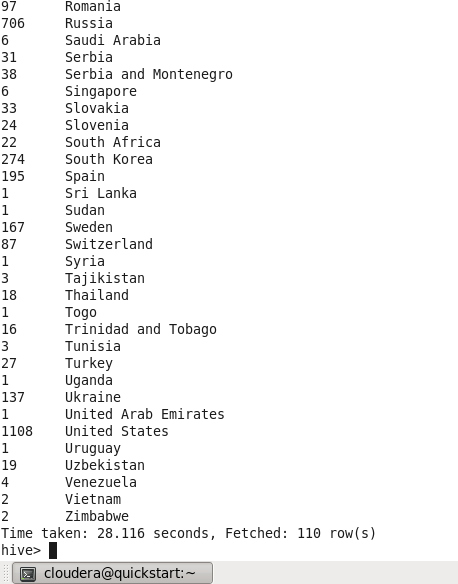 97 Romania
706 Russia
6 Saudi Arabia
31 Serbia
38 Serbia and Montenegro
6 Singapore
33 Slovakia
24 Slovenia
22 South Africa
274 South Korea
195 Spain
1 Sri Lanka
1 Sudan
167 Sweden
87 Switzerland
1 Syria
3 Tajikistan
18 Thailand
1 Togo
16 Trinidad and Tobago
3 Tunisia
27 Turkey
1 Uganda
137 Ukraine
1 United Arab Emirates
1108 United States
1 Uruguay
19 Uzbekistan
4 Venezuela
2 Vietnam
2 Zimbabwe
Time taken: 28.116 seconds, Fetched: 110 row(s)
hive>
cloudera@quickstart:~